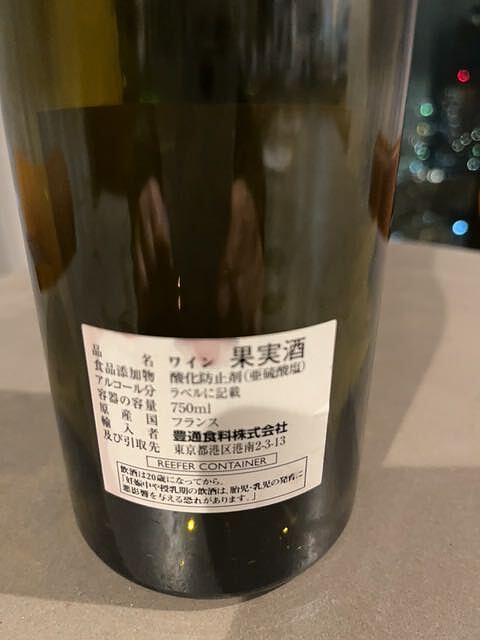 品名 ワイン 果実酒
食品添加物 酸化防止剤(亜硫酸塩)
アルコール分 ラベルに記載
容器の容量 750ml
原産国 フランス
輸入者 豊通食料株式会社
及び引取先 東京都港区港南2-3-13
REEFER CONTAINER
飲酒は20歳になってから。
「妊娠中や授乳期の飲酒は、胎児・乳児の発育に
悪影響を与える恐れがあります。」